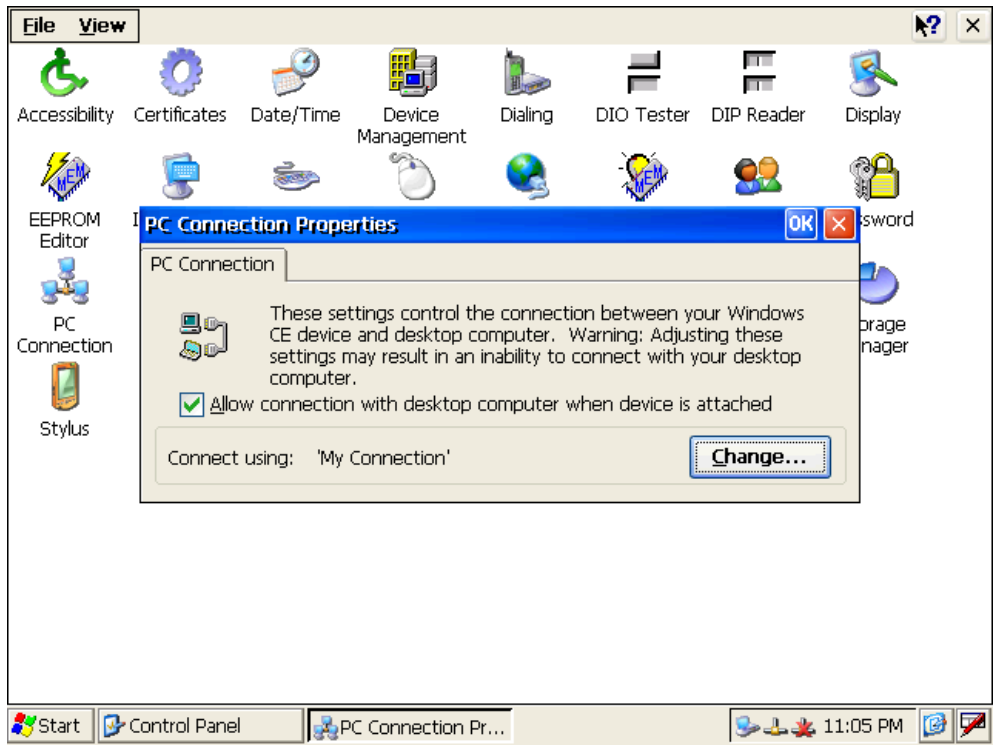 File View
Accessibility Certificates Date/Time Device Management Dialing DIO Tester DIP Reader Display
EEPROM Editor
PC Connection Properties OK
PC Connection
These settings control the connection between your Windows
CE device and desktop computer. Warning: Adjusting these
settings may result in an inability to connect with your desktop
computer.
Allow connection with desktop computer when device is attached
Connect using: 'My Connection'
Change...
PC Connection
Stylus
Start Control Panel PC Connection Pr... 11:05 PM